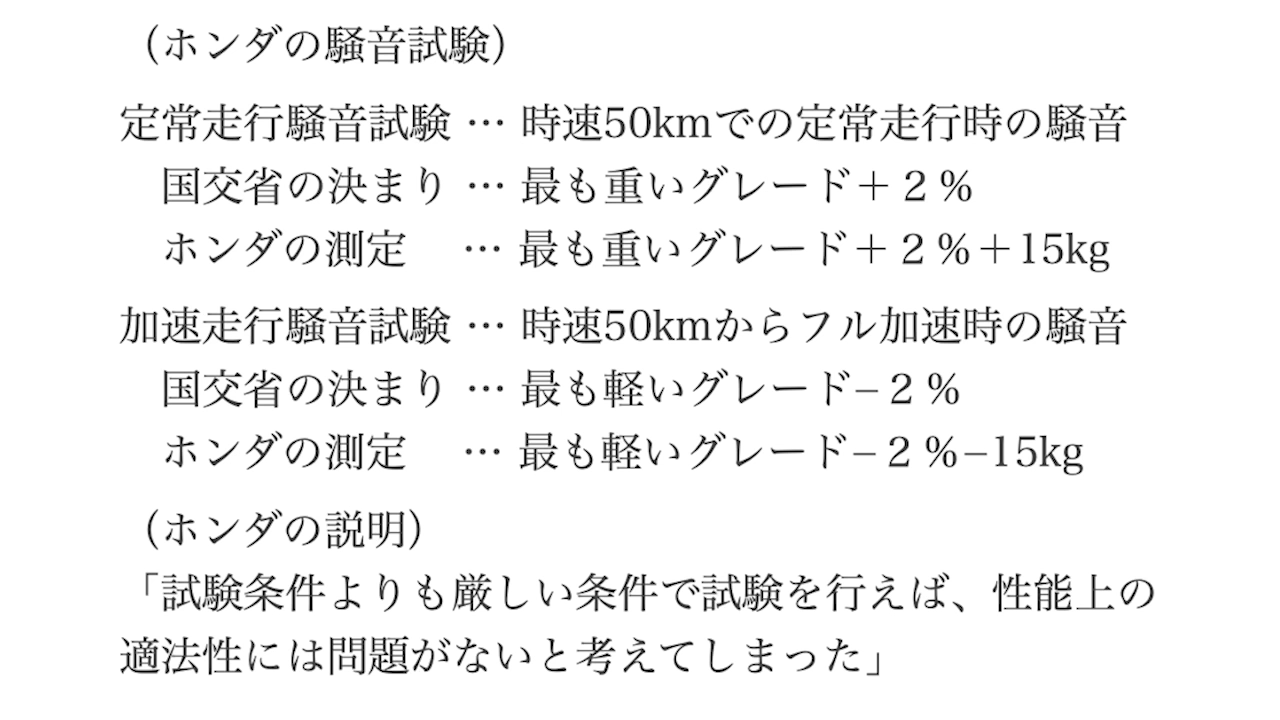 （ホンダの騒音試験）
定常走行騒音試験 … 時速50kmでの定常走行時の騒音
国交省の決まり … 最も重いグレード＋２％
ホンダの測定 … 最も重いグレード＋２％＋15kg
加速走行騒音試験 … 時速50kmからフル加速時の騒音
国交省の決まり … 最も軽いグレード−２％
ホンダの測定 … 最も軽いグレード−２％−15kg
（ホンダの説明）
「試験条件よりも厳しい条件で試験を行えば、性能上の
適法性には問題がないと考えてしまった」